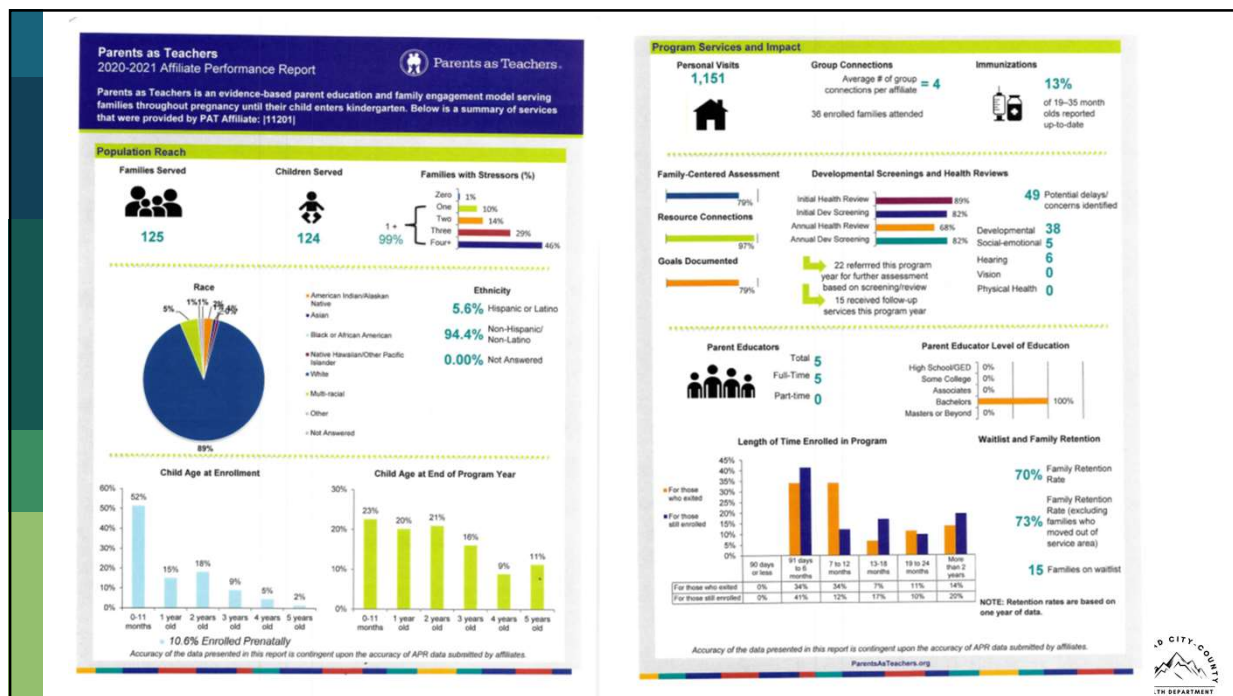 Parents as Teachers
2020-2021 Affiliate Performance Report
Parents as Teachers.
Parents as Teachers is an evidence-based parent education and family engagement model serving
families throughout pregnancy until their child enters kindergarten. Below is a summary of services
that were provided by PAT Affiliate: |11201|
Population Reach
Families Served
125
Children Served
124
Families with Stressors (%)
Zero 1%
One 10%
Two 14%
Three 29%
Four+ 46%
1 +
99%
Race
5%
1%
1%
2%
89%
American Indian/Alaskan
Native
Asian
Black or African American
Native Hawaiian/Other Pacific
Islander
White
Multi-racial
Other
Not Answered
Ethnicity
5.6% Hispanic or Latino
94.4% Non-Hispanic/
Non-Latino
0.00% Not Answered
Child Age at Enrollment
60%
50%
40%
30%
20%
10%
0%
52%
15%
18%
9%
5%
2%
0-11 1 year 2 years 3 years 4 years 5 years
months old old old old old
10.6% Enrolled Prenatally
Child Age at End of Program Year
30%
20%
10%
0%
23%
20%
21%
16%
9%
11%
0-11 1 year 2 years 3 years 4 years 5 years
months old old old old old
Accuracy of the data presented in this report is contingent upon the accuracy of APR data submitted by affiliates.
Program Services and Impact
Personal Visits
1,151
Group Connections
Average # of group
connections per affiliate = 4
36 enrolled families attended
Immunizations
13%
of 19–35 month
olds reported
up-to-date
Family-Centered Assessment
79%
Resource Connections
97%
Goals Documented
79%
Developmental Screenings and Health Reviews
Initial Health Review 89%
Initial Dev Screening 82%
Annual Health Review 68%
Annual Dev Screening 82%
22 referrred this program
year for further assessment
based on screening/review
15 received follow-up
services this program year
49 Potential delays/
concerns identified
Developmental 38
Social-emotional 5
Hearing 6
Vision 0
Physical Health 0
Parent Educators
Total 5
Full-Time 5
Part-time 0
Parent Educator Level of Education
High School/GED 0%
Some College 0%
Associates 0%
Bachelors 100%
Masters or Beyond 0%
Length of Time Enrolled in Program
For those
who exited
For those
still enrolled
45%
40%
35%
30%
25%
20%
15%
10%
5%
0%
90 days 91 days 7 to 12 13-18 19 to 24 More
or less to 6 months months months than 2
months years
For those who exited 0% 34% 34% 7% 11% 14%
For those still enrolled 0% 41% 12% 17% 10% 20%
Waitlist and Family Retention
70% Family Retention
Rate
73% Family Retention
Rate (excluding
families who
moved out of
service area)
15 Families on waitlist
NOTE: Retention rates are based on
one year of data.
Accuracy of the data presented in this report is contingent upon the accuracy of APR data submitted by affiliates.
ParentsAsTeachers.org
CITY-COUNTY
DEPARTMENT